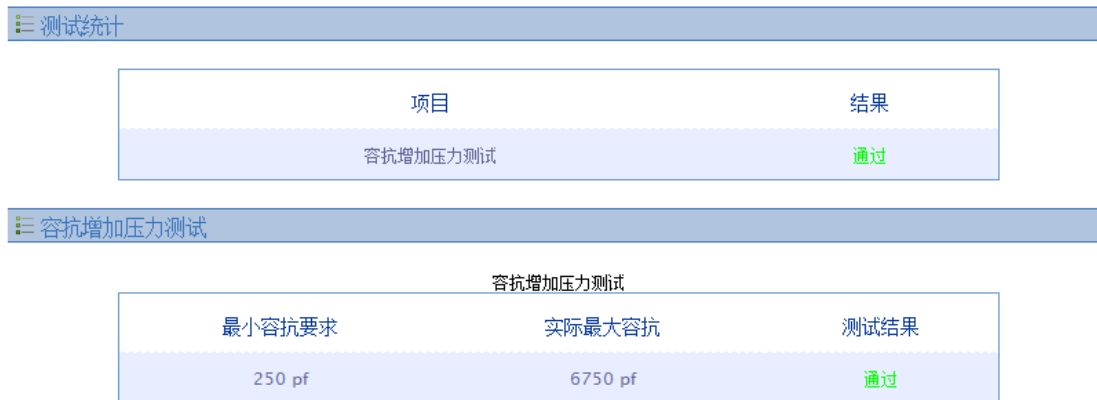 测试统计
项目 结果
容抗增加压力测试 通过
容抗增加压力测试
容抗增加压力测试
最小容抗要求 实际最大容抗 测试结果
250 pf 6750 pf 通过